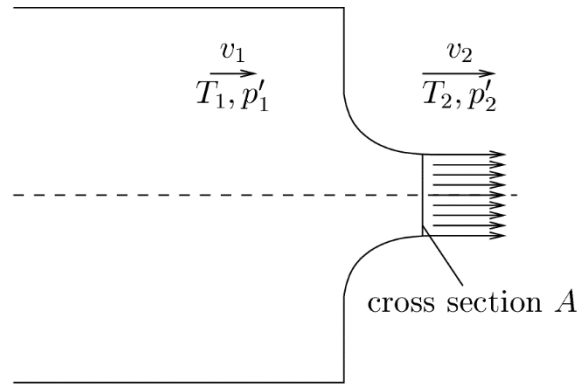 v₁
T₁, p′₁
v₂
T₂, p′₂
cross section A